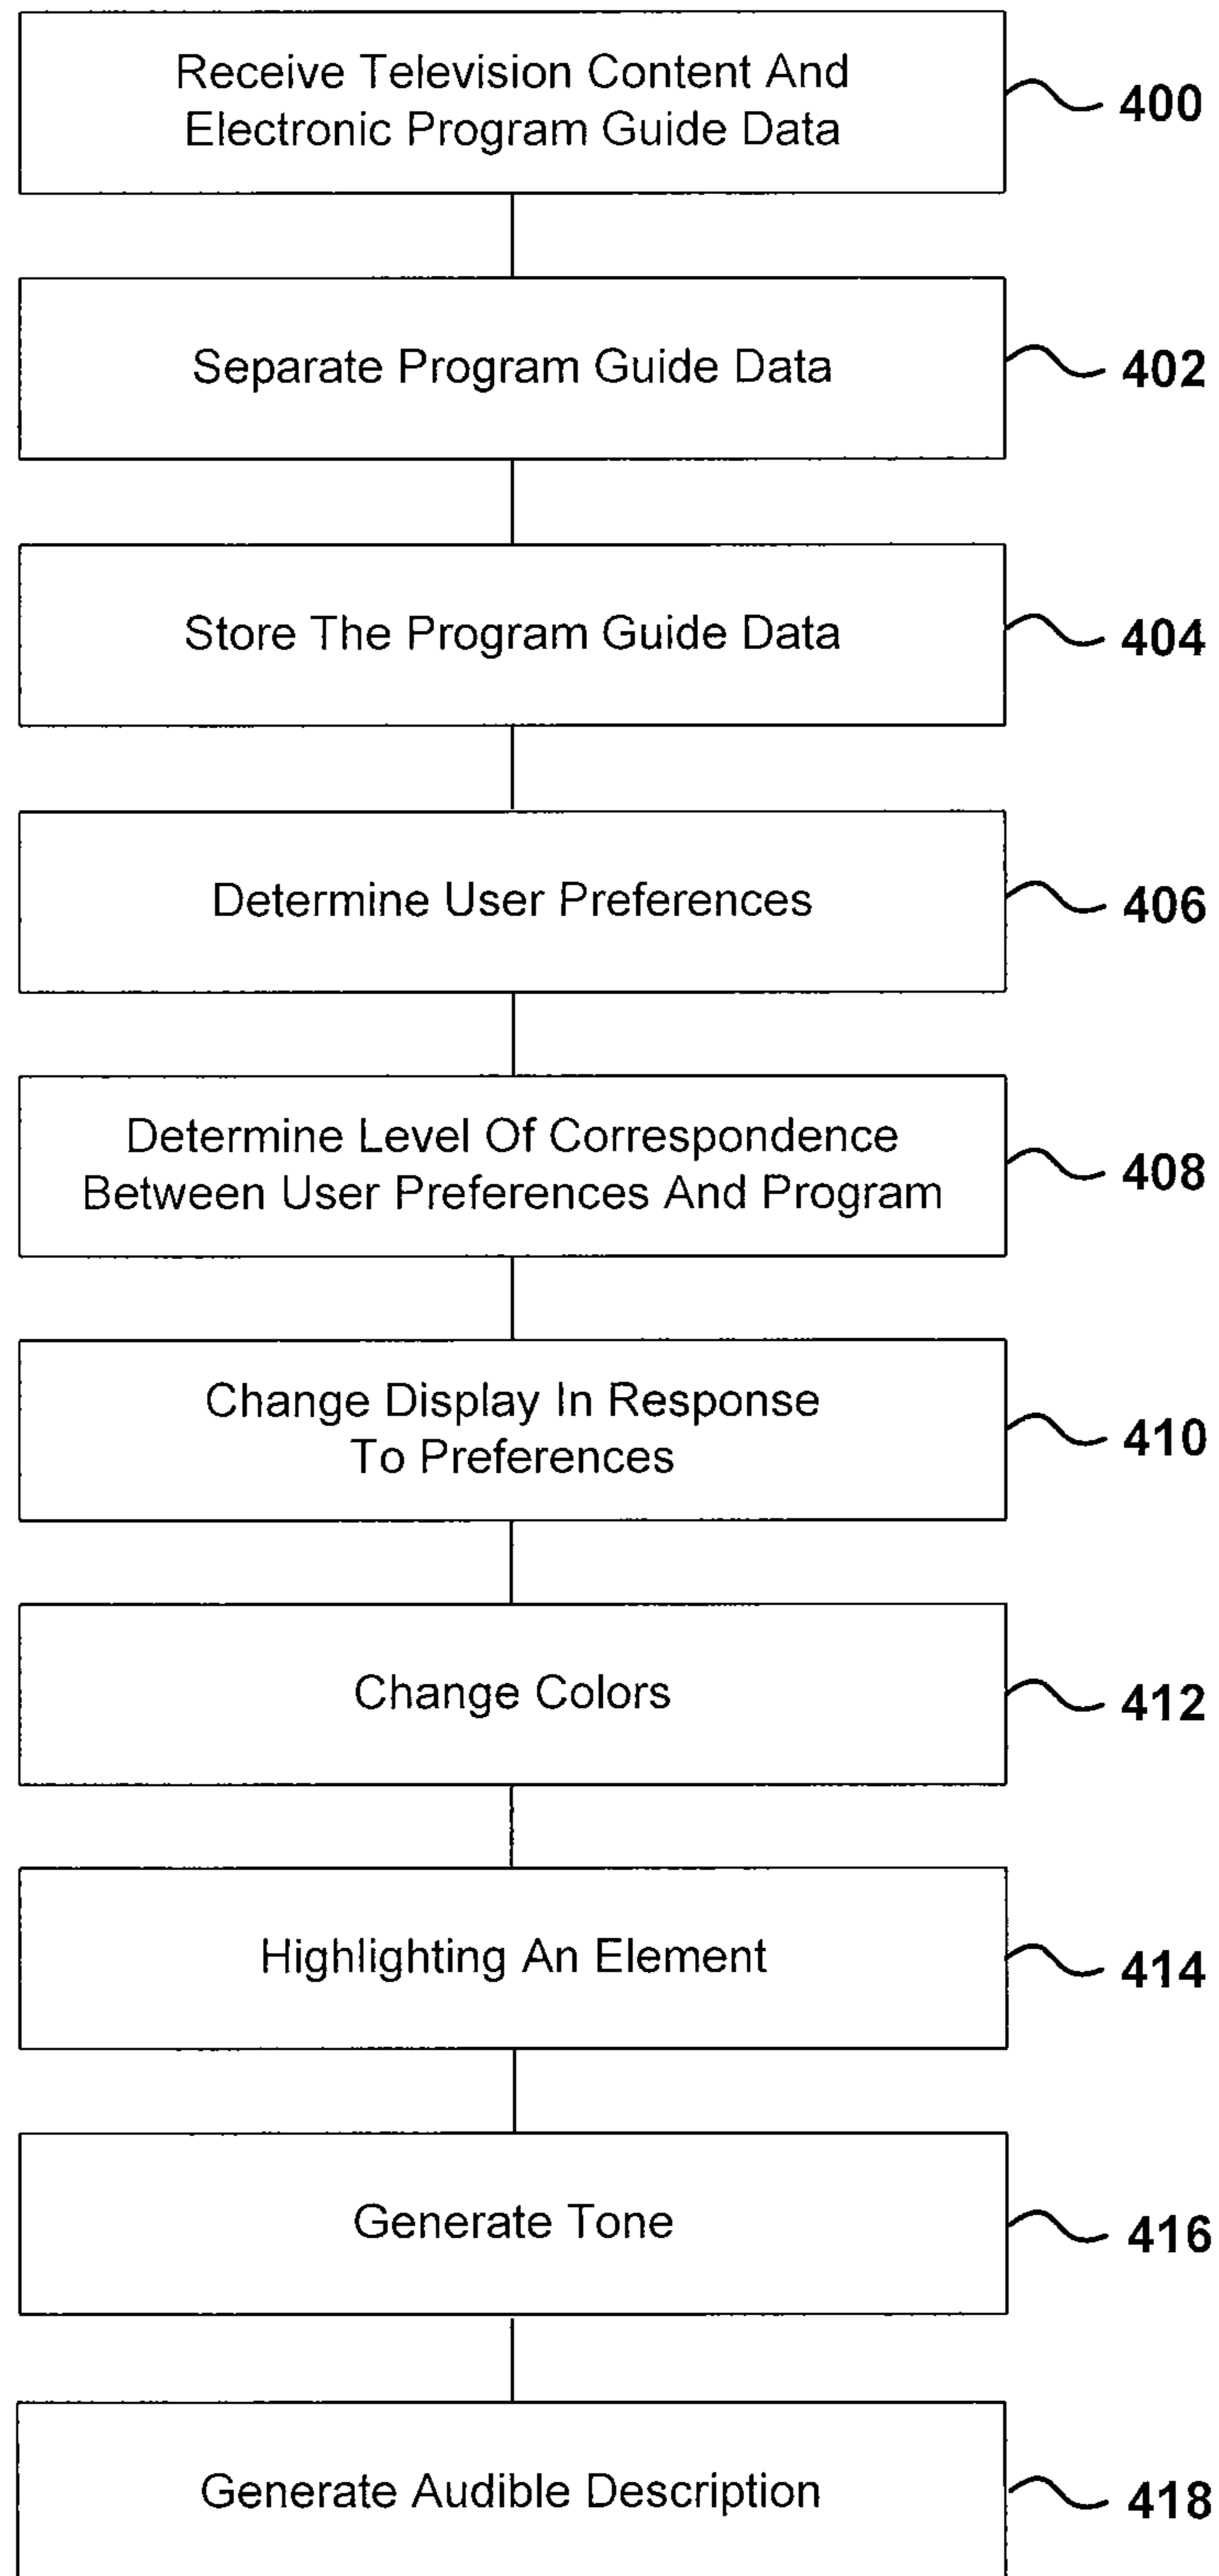 Receive Television Content And
Electronic Program Guide Data
400
Separate Program Guide Data
402
Store The Program Guide Data
404
Determine User Preferences
406
Determine Level Of Correspondence
Between User Preferences And Program
408
Change Display In Response
To Preferences
410
Change Colors
412
Highlighting An Element
414
Generate Tone
416
Generate Audible Description
418